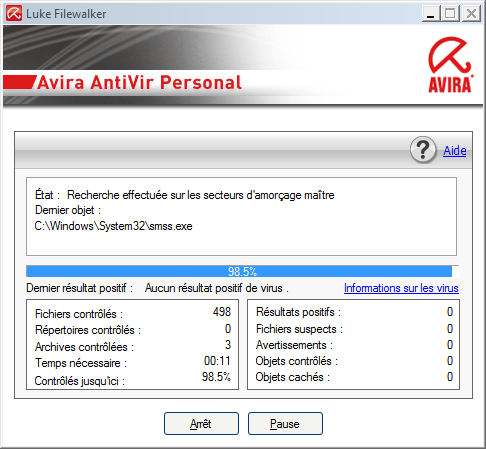 Luke Filewalker
Avira AntiVir Personal
AVIRA
Aide
État : Recherche effectuée sur les secteurs d'amorçage maître
Dernier objet :
C:\Windows\System32\smss.exe
98.5%
Dernier résultat positif : Aucun résultat positif de virus . Informations sur les virus
Fichiers contrôlés : 498
Répertoires contrôlés : 0
Archives contrôlées : 3
Temps nécessaire : 00:11
Contrôlés jusqu'ici : 98.5%
Résultats positifs : 0
Fichiers suspects : 0
Avertissements : 0
Objets contrôlés : 0
Objets cachés : 0
Arrêt Pause